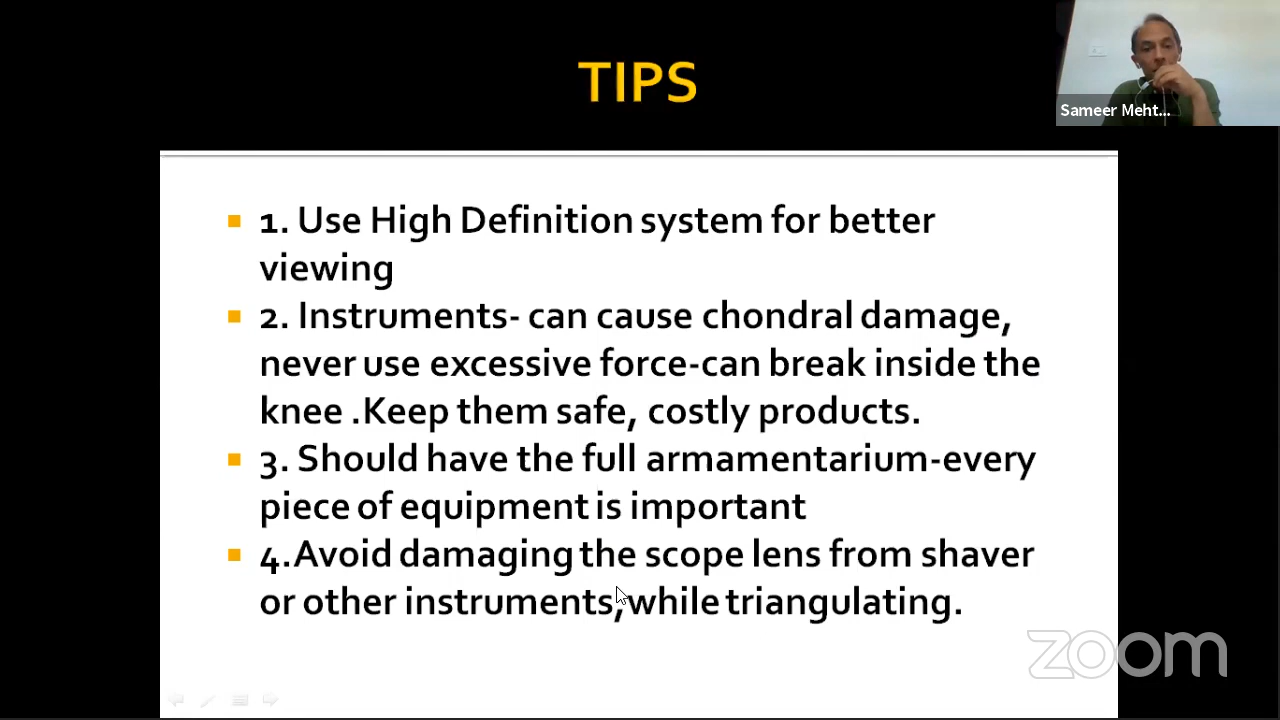 TIPS
Sameer Meht...
1. Use High Definition system for better
viewing
2. Instruments- can cause chondral damage,
never use excessive force-can break inside the
knee .Keep them safe, costly products.
3. Should have the full armamentarium-every
piece of equipment is important
4.Avoid damaging the scope lens from shaver
or other instruments,while triangulating.
zoom